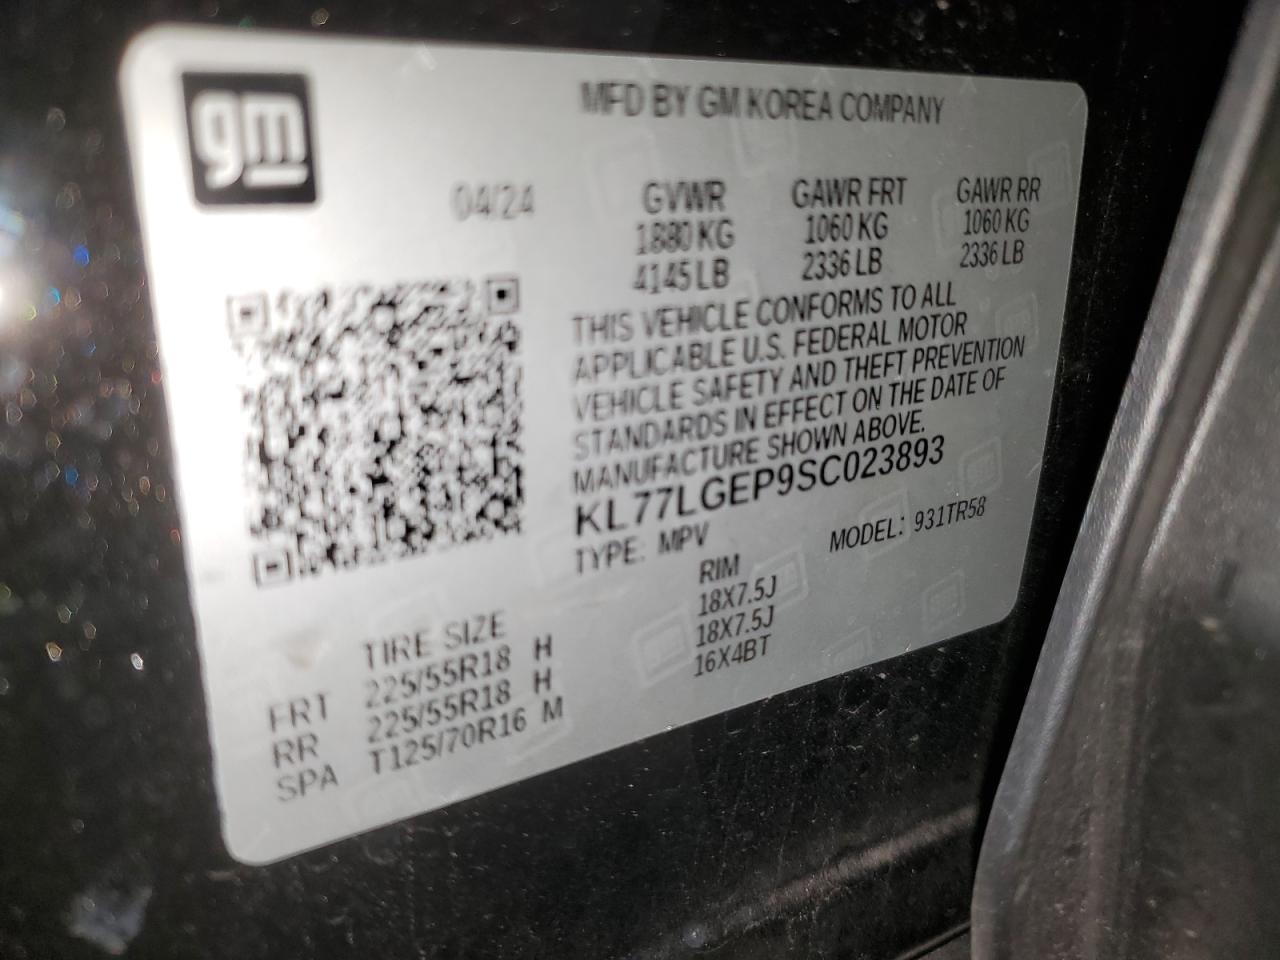 gm
MFD BY GM KOREA COMPANY
04/24
GVWR GAWR FRT GAWR RR
1880 KG 1060 KG 1060 KG
4145 LB 2336 LB 2336 LB
THIS VEHICLE CONFORMS TO ALL
APPLICABLE U.S. FEDERAL MOTOR
VEHICLE SAFETY AND THEFT PREVENTION
STANDARDS IN EFFECT ON THE DATE OF
MANUFACTURE SHOWN ABOVE.
KL77LGEP9SC023893
TYPE: MPV MODEL: 931TR58
TIRE SIZE RIM
FRT 225/55R18 H 18X7.5J
RR 225/55R18 H 18X7.5J
SPA T125/70R16 M 16X4BT